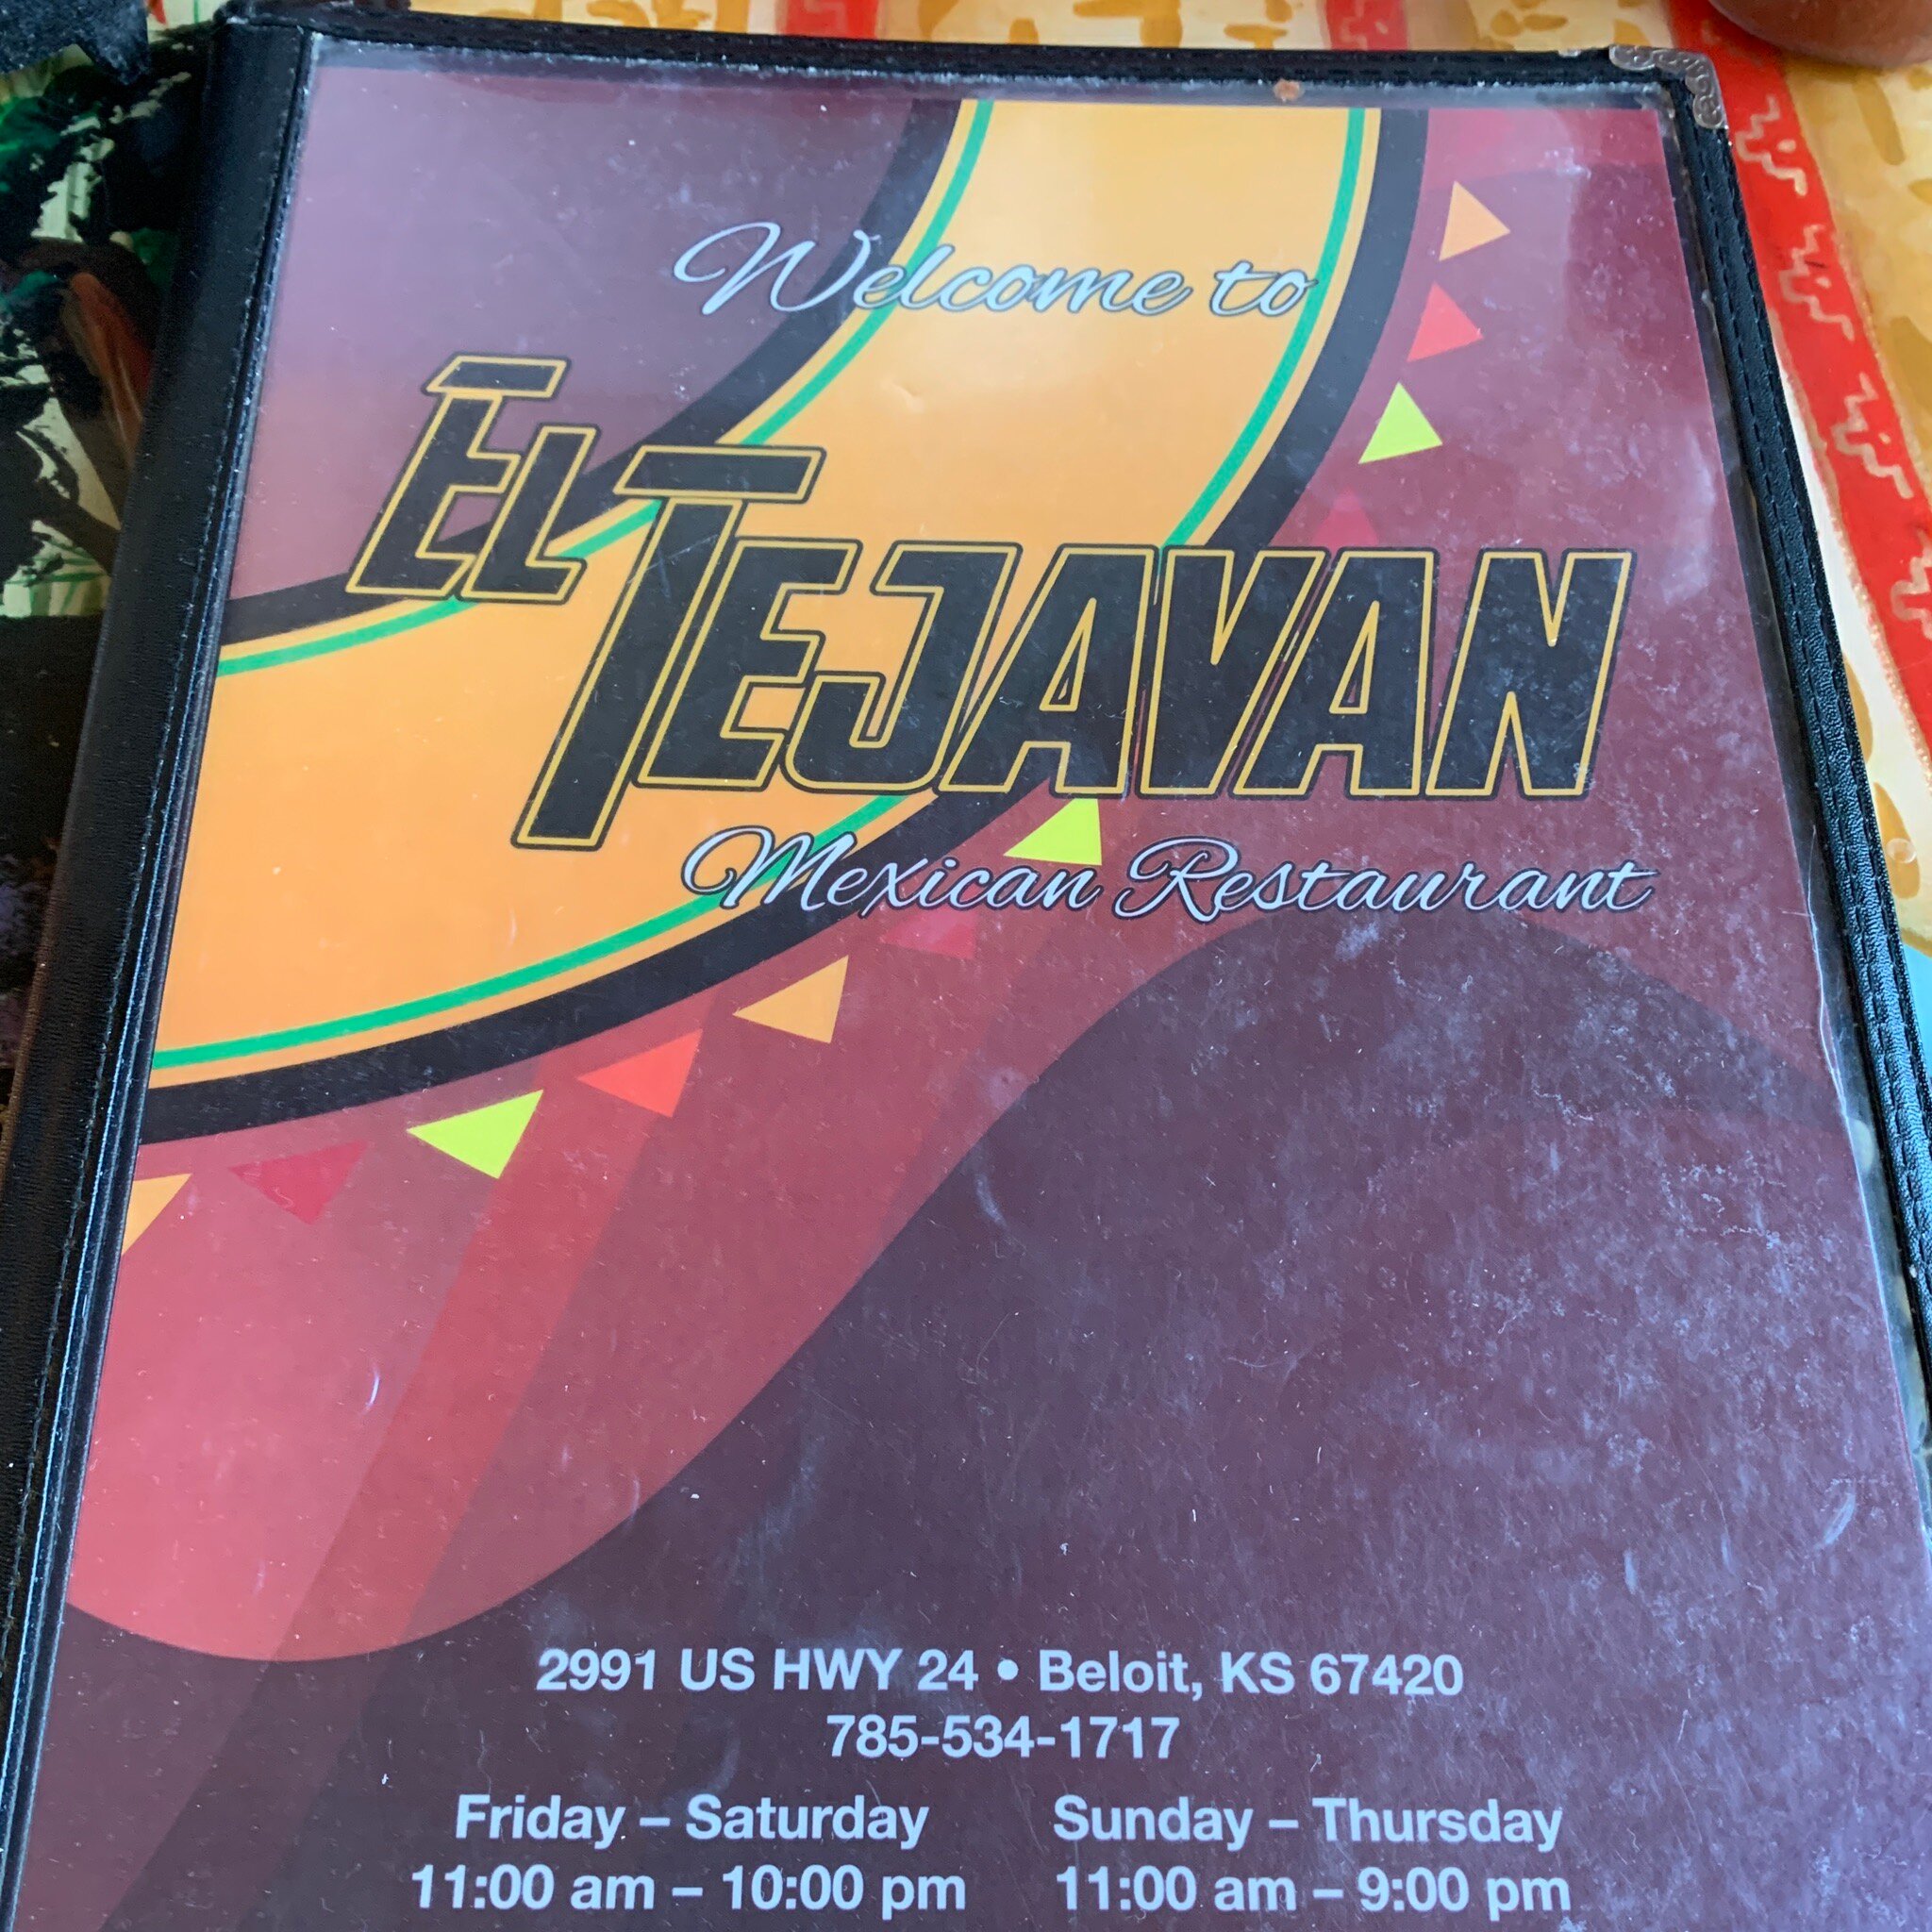 Welcome to
EL TEJAVAN
Mexican Restaurant
2991 US HWY 24 • Beloit, KS 67420
785-534-1717
Friday – Saturday Sunday – Thursday
11:00 am – 10:00 pm 11:00 am – 9:00 pm